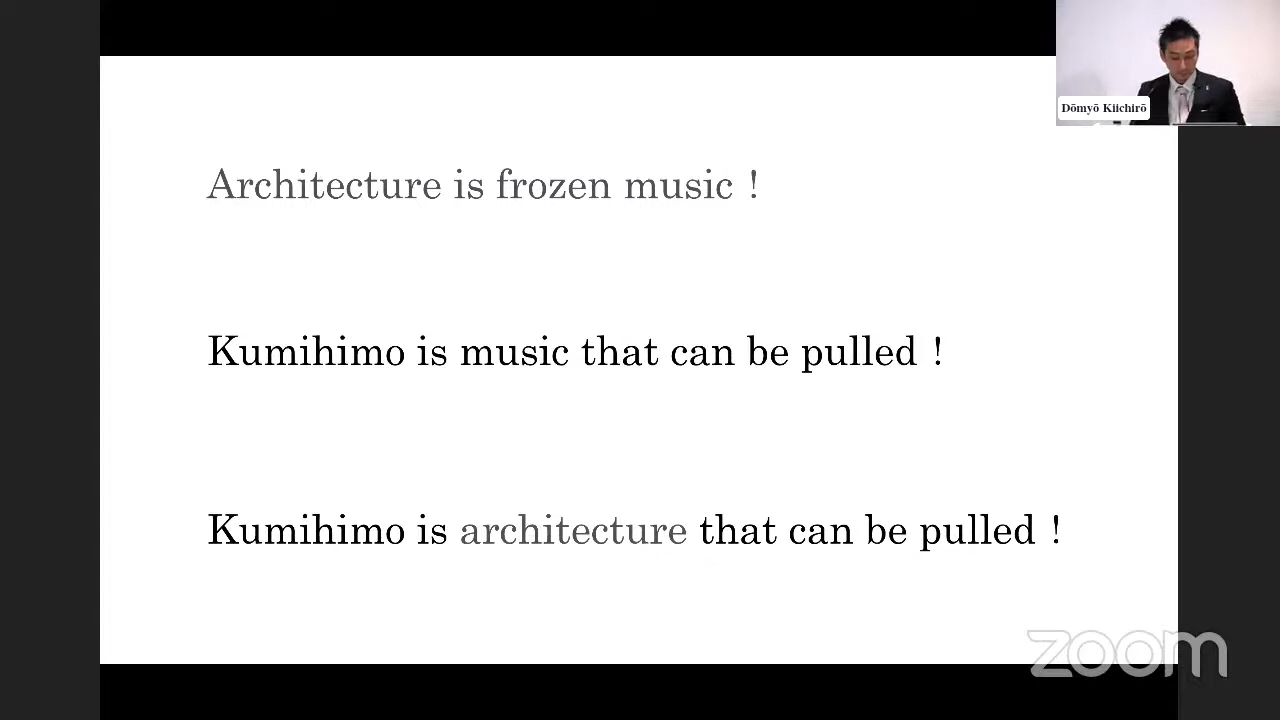 Dōmyō Kiichirō
Architecture is frozen music !
Kumihimo is music that can be pulled !
Kumihimo is architecture that can be pulled !
zoom